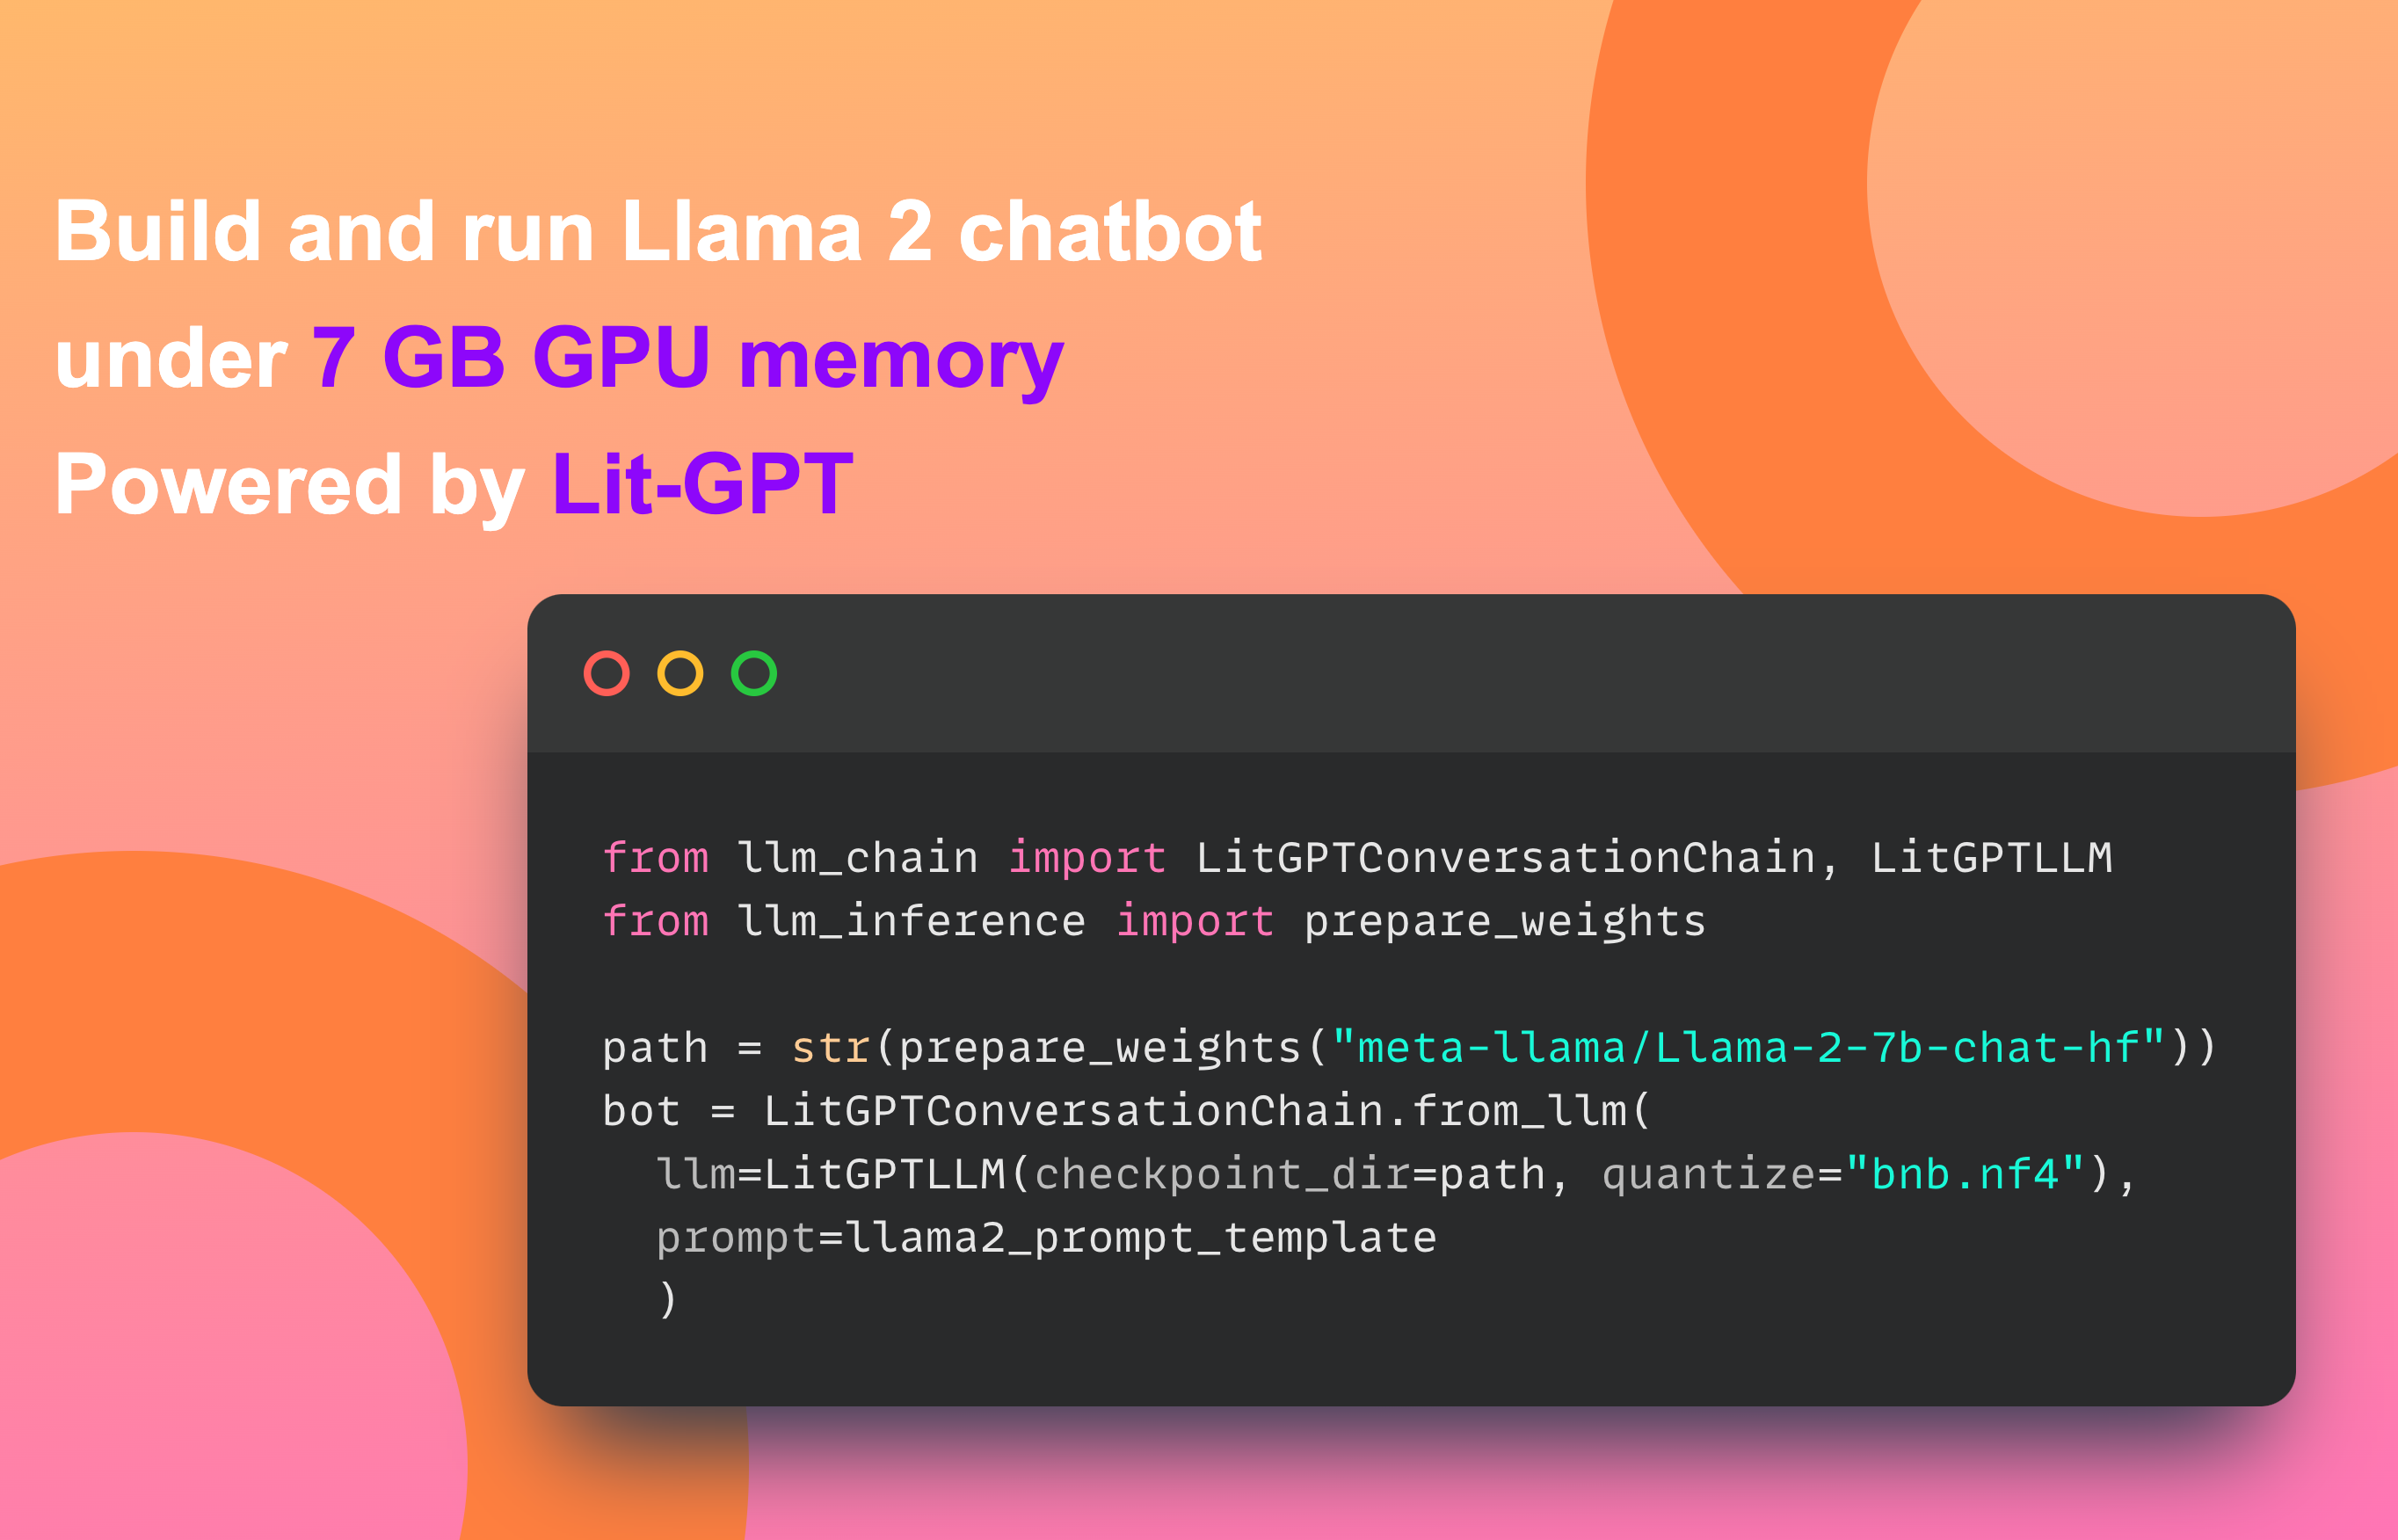 Build and run Llama 2 chatbot
under 7 GB GPU memory
Powered by Lit-GPT
from llm_chain import LitGPTConversationChain, LitGPTLLM
from llm_inference import prepare_weights
path = str(prepare_weights("meta-llama/Llama-2-7b-chat-hf"))
bot = LitGPTConversationChain.from_llm(
  llm=LitGPTLLM(checkpoint_dir=path, quantize="bnb.nf4"),
  prompt=llama2_prompt_template
  )